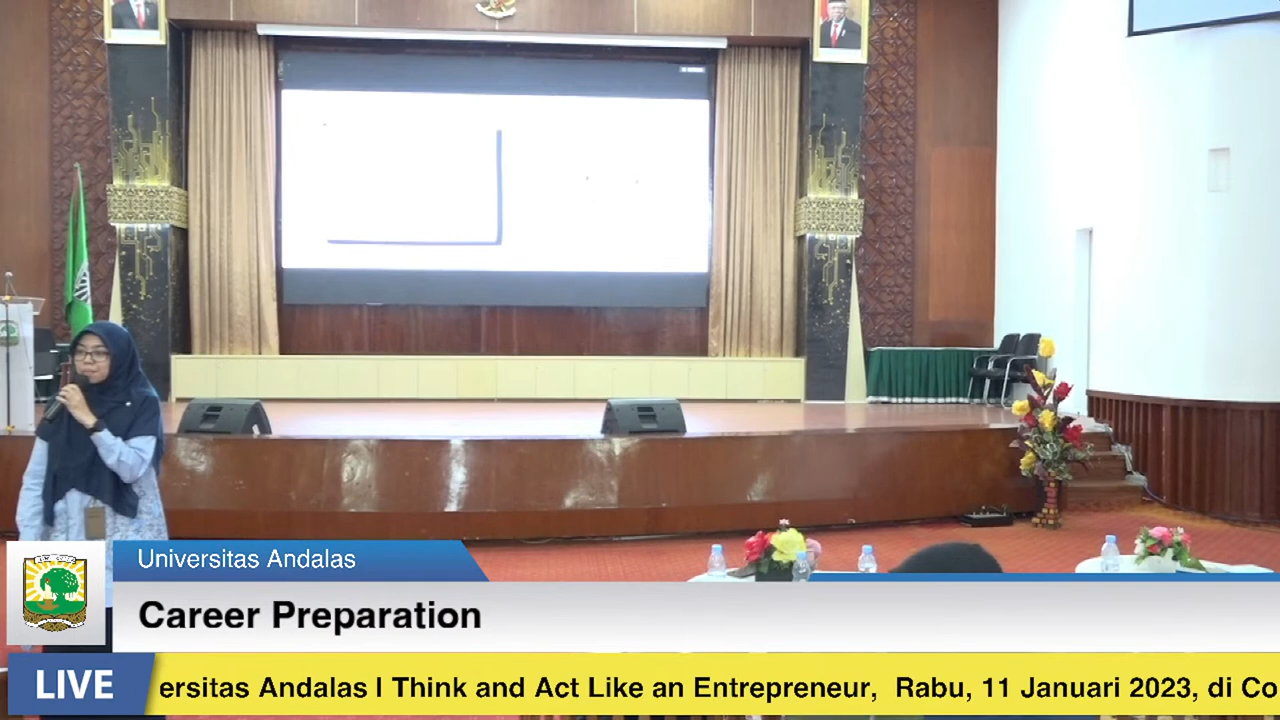 Universitas Andalas
Career Preparation
LIVE
ersitas Andalas I Think and Act Like an Entrepreneur, Rabu, 11 Januari 2023, di Co